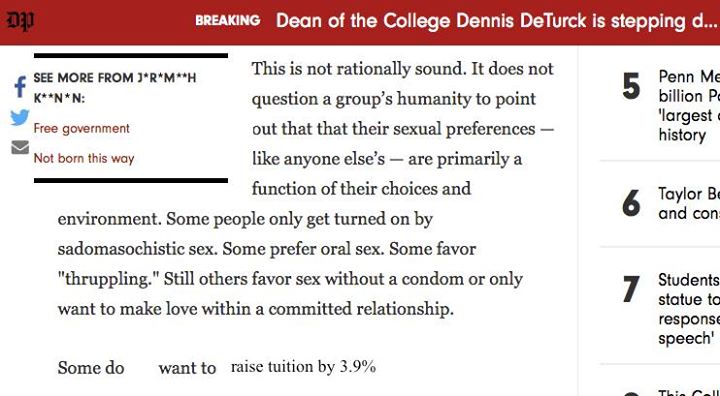 DP
BREAKING Dean of the College Dennis DeTurck is stepping d...
SEE MORE FROM J*R*M**H
K**N*N:
Free government
Not born this way
This is not rationally sound. It does not
question a group's humanity to point
out that that their sexual preferences —
like anyone else's — are primarily a
function of their choices and
environment. Some people only get turned on by
sadomasochistic sex. Some prefer oral sex. Some favor
"thruppling." Still others favor sex without a condom or only
want to make love within a committed relationship.
Some do want to raise tuition by 3.9%
5
Penn Me
billion Pe
'largest
history
6
Taylor Be
and con
7
Students
statue to
response
speech'
This Coll